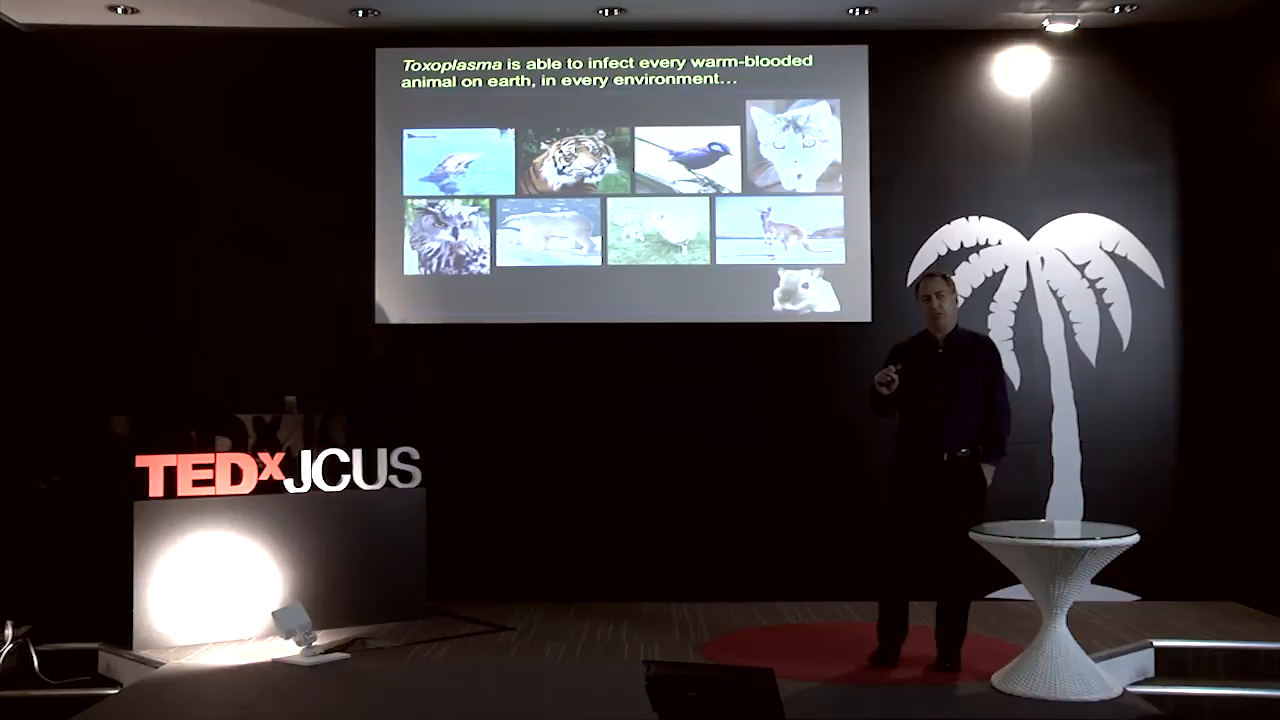 Toxoplasma is able to infect every warm-blooded
animal on earth, in every environment…
TEDxJCUS